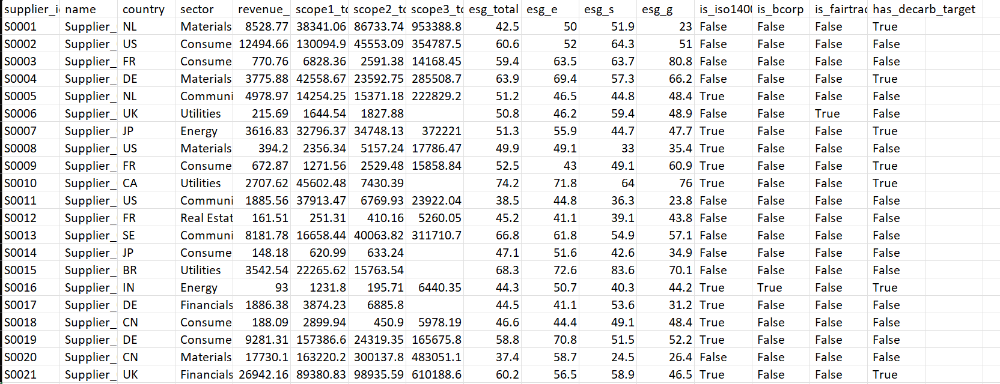 supplier_i name country sector revenue_ scope1_to scope2_to scope3_to esg_total esg_e esg_s esg_g is_iso1400 is_bcorp is_fairtrad has_decarb_target
S0001 Supplier_ NL Materials 8528.77 38341.06 86733.74 953388.8 42.5 50 51.9 23 False False False True
S0002 Supplier_ US Consume 12494.66 130094.9 45553.09 354787.5 60.6 52 64.3 51 False False False False
S0003 Supplier_ FR Consume 770.76 6828.36 2591.38 14168.45 59.4 63.5 63.7 80.8 False False False False
S0004 Supplier_ DE Materials 3775.88 42558.67 23592.75 285508.7 63.9 69.4 57.3 66.2 False False False True
S0005 Supplier_ NL Communi 4978.97 14254.25 15371.18 222829.2 51.2 46.5 44.8 48.4 True False False False
S0006 Supplier_ UK Utilities 215.69 1644.54 1827.88 50.8 46.2 59.4 48.9 False False True False
S0007 Supplier_ JP Energy 3616.83 32796.37 34748.13 372221 51.3 55.9 44.7 47.7 True False False True
S0008 Supplier_ US Materials 394.2 2356.34 5157.24 17786.47 49.9 49.1 33 35.4 True False False False
S0009 Supplier_ FR Consume 672.87 1271.56 2529.48 15858.84 52.5 43 49.1 60.9 True False False True
S0010 Supplier_ CA Utilities 2707.62 45602.48 7430.39 74.2 71.8 64 76 True False False True
S0011 Supplier_ US Communi 1885.56 37913.47 6769.93 23922.04 38.5 44.8 36.3 23.8 False False False False
S0012 Supplier_ FR Real Estat 161.51 251.31 410.16 5260.05 45.2 41.1 39.1 43.8 False False False False
S0013 Supplier_ SE Communi 8181.78 16658.44 40063.82 311710.7 66.8 61.8 54.9 57.1 False False False False
S0014 Supplier_ JP Consume 148.18 620.99 633.24 47.1 51.6 42.6 34.9 False False False False
S0015 Supplier_ BR Utilities 3542.54 22265.62 15763.54 68.3 72.6 83.6 70.1 False False False False
S0016 Supplier_ IN Energy 93 1231.8 195.71 6440.35 44.3 50.7 40.3 44.2 True True False True
S0017 Supplier_ DE Financials 1886.38 3874.23 6885.8 44.5 41.1 53.6 31.2 True False False False
S0018 Supplier_ CN Consume 188.09 2899.94 450.9 5978.19 46.6 44.4 49.1 48.4 True False False False
S0019 Supplier_ DE Consume 9281.31 157386.6 24319.35 165675.8 58.8 70.8 51.5 52.2 True False False False
S0020 Supplier_ CN Materials 17730.1 163220.2 300137.8 483051.1 37.4 58.7 24.5 26.4 False False False False
S0021 Supplier_ UK Financials 26942.16 89380.83 98935.59 610188.6 60.2 56.5 58.9 46.5 True False False True